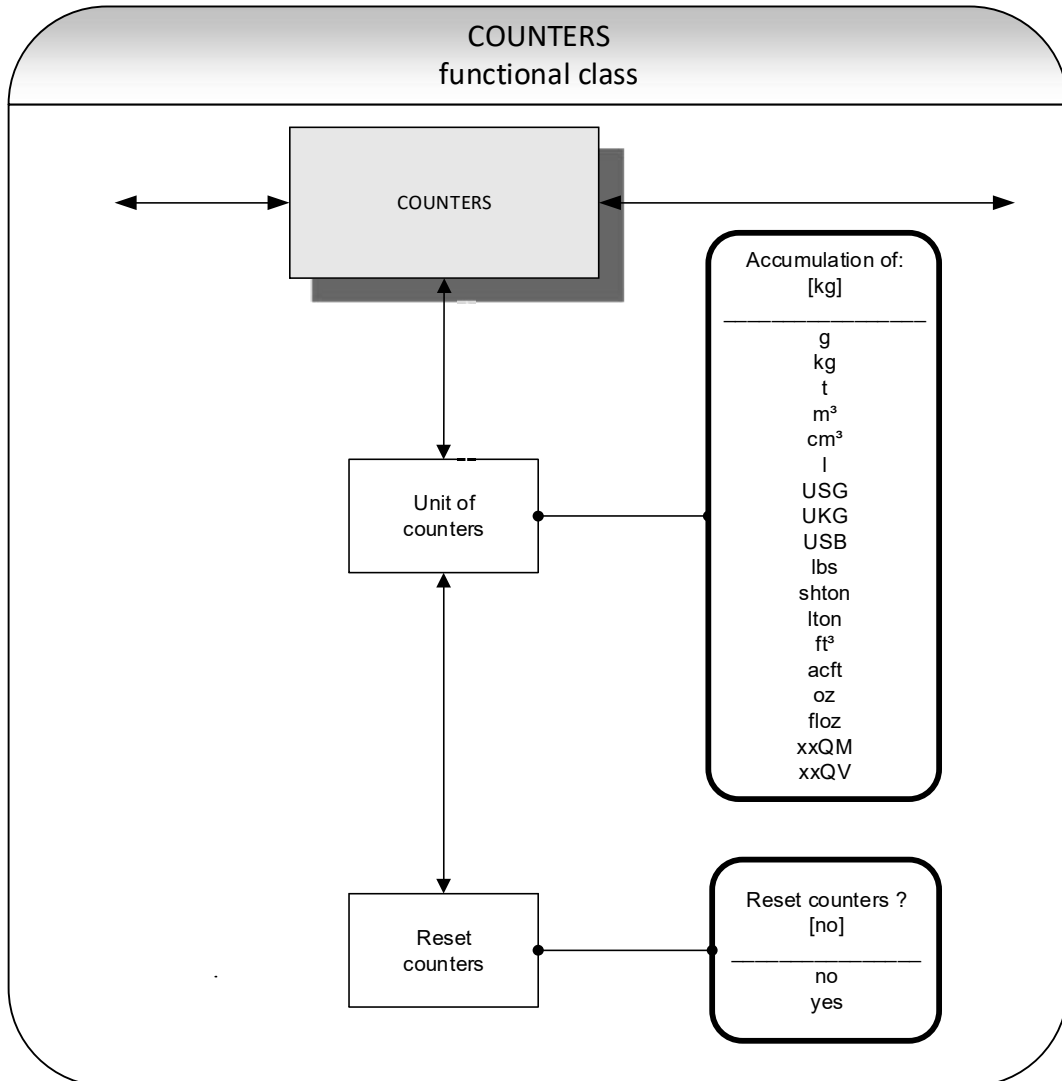 COUNTERS
functional class
COUNTERS
Accumulation of:
[kg]
g
kg
t
m³
cm³
l
USG
UKG
USB
lbs
shton
lton
ft³
acft
oz
floz
xxQM
xxQV
Unit of
counters
Reset
counters
Reset counters ?
[no]
no
yes